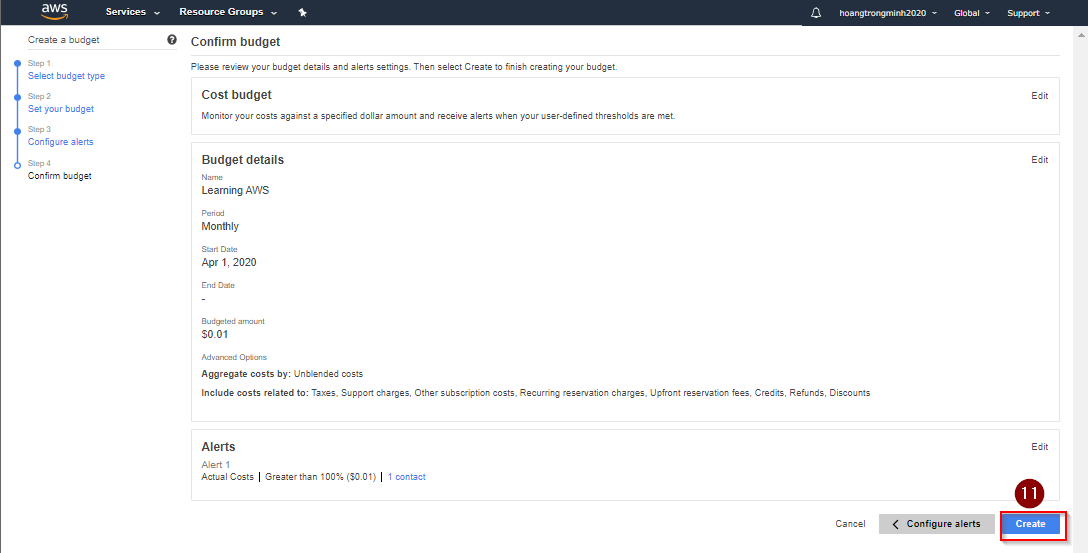 aws Services Resource Groups hoangtrongminh2020 Global Support
Create a budget ?
Step 1
Select budget type
Step 2
Set your budget
Step 3
Configure alerts
Step 4
Confirm budget
Confirm budget
Please review your budget details and alerts settings. Then select Create to finish creating your budget.
Cost budget Edit
Monitor your costs against a specified dollar amount and receive alerts when your user-defined thresholds are met.
Budget details Edit
Name
Learning AWS
Period
Monthly
Start Date
Apr 1, 2020
End Date
-
Budgeted amount
$0.01
Advanced Options
Aggregate costs by: Unblended costs
Include costs related to: Taxes, Support charges, Other subscription costs, Recurring reservation charges, Upfront reservation fees, Credits, Refunds, Discounts
Alerts Edit
Alert 1
Actual Costs | Greater than 100% ($0.01) | 1 contact
11
Cancel Configure alerts Create